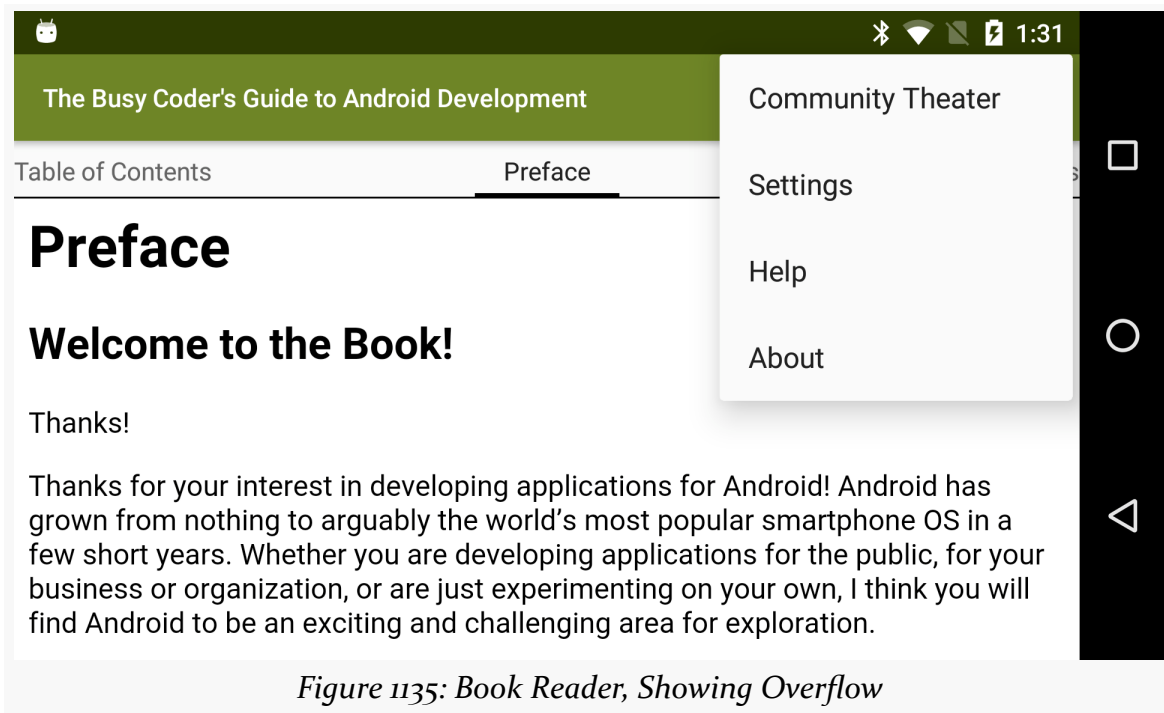 1:31
The Busy Coder's Guide to Android Development
Community Theater
Settings
Help
About
Table of Contents
Preface
s
Preface
Welcome to the Book!
Thanks!
Thanks for your interest in developing applications for Android! Android has
grown from nothing to arguably the world’s most popular smartphone OS in a
few short years. Whether you are developing applications for the public, for your
business or organization, or are just experimenting on your own, I think you will
find Android to be an exciting and challenging area for exploration.
Figure 1135: Book Reader, Showing Overflow